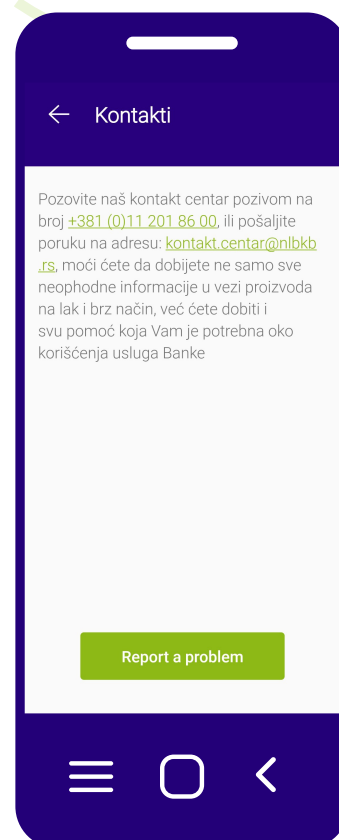 Kontakti
Pozovite naš kontakt centar pozivom na
broj +381 (0)11 201 86 00, ili pošaljite
poruku na adresu: kontakt.centar@nlbkb
.rs, moći ćete da dobijete ne samo sve
neophodne informacije u vezi proizvoda
na lak i brz način, već ćete dobiti i
svu pomoć koja Vam je potrebna oko
korišćenja usluga Banke
Report a problem